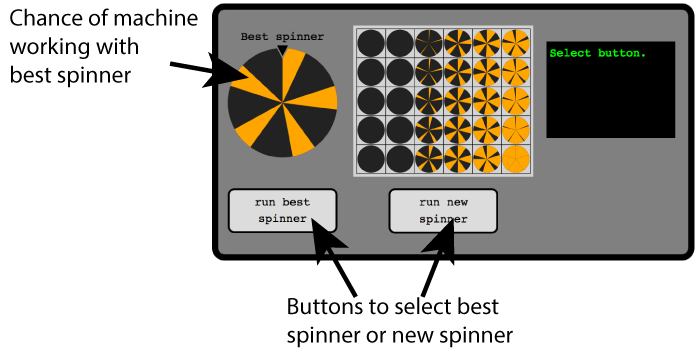 Chance of machine
working with
best spinner
Best spinner
Select button.
run best
spinner
run new
spinner
Buttons to select best
spinner or new spinner